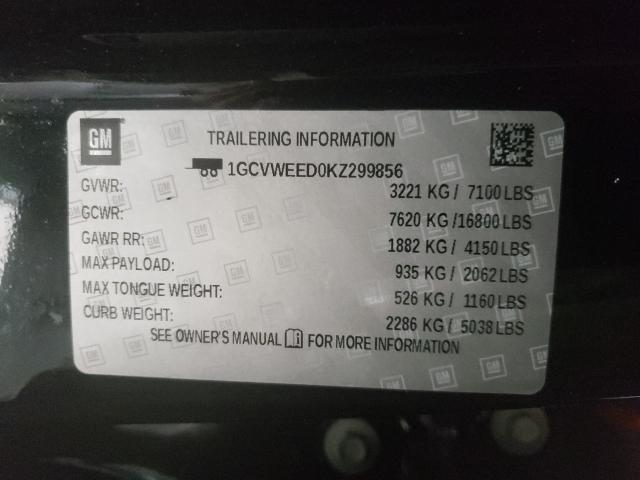 GM
TRAILERING INFORMATION
1GCVWEED0KZ299856
GVWR: 3221 KG / 7100 LBS
GCWR: 7620 KG /16800 LBS
GAWR RR: 1882 KG / 4150 LBS
MAX PAYLOAD: 935 KG / 2062 LBS
MAX TONGUE WEIGHT: 526 KG / 1160 LBS
CURB WEIGHT: 2286 KG / 5038 LBS
SEE OWNER'S MANUAL FOR MORE INFORMATION